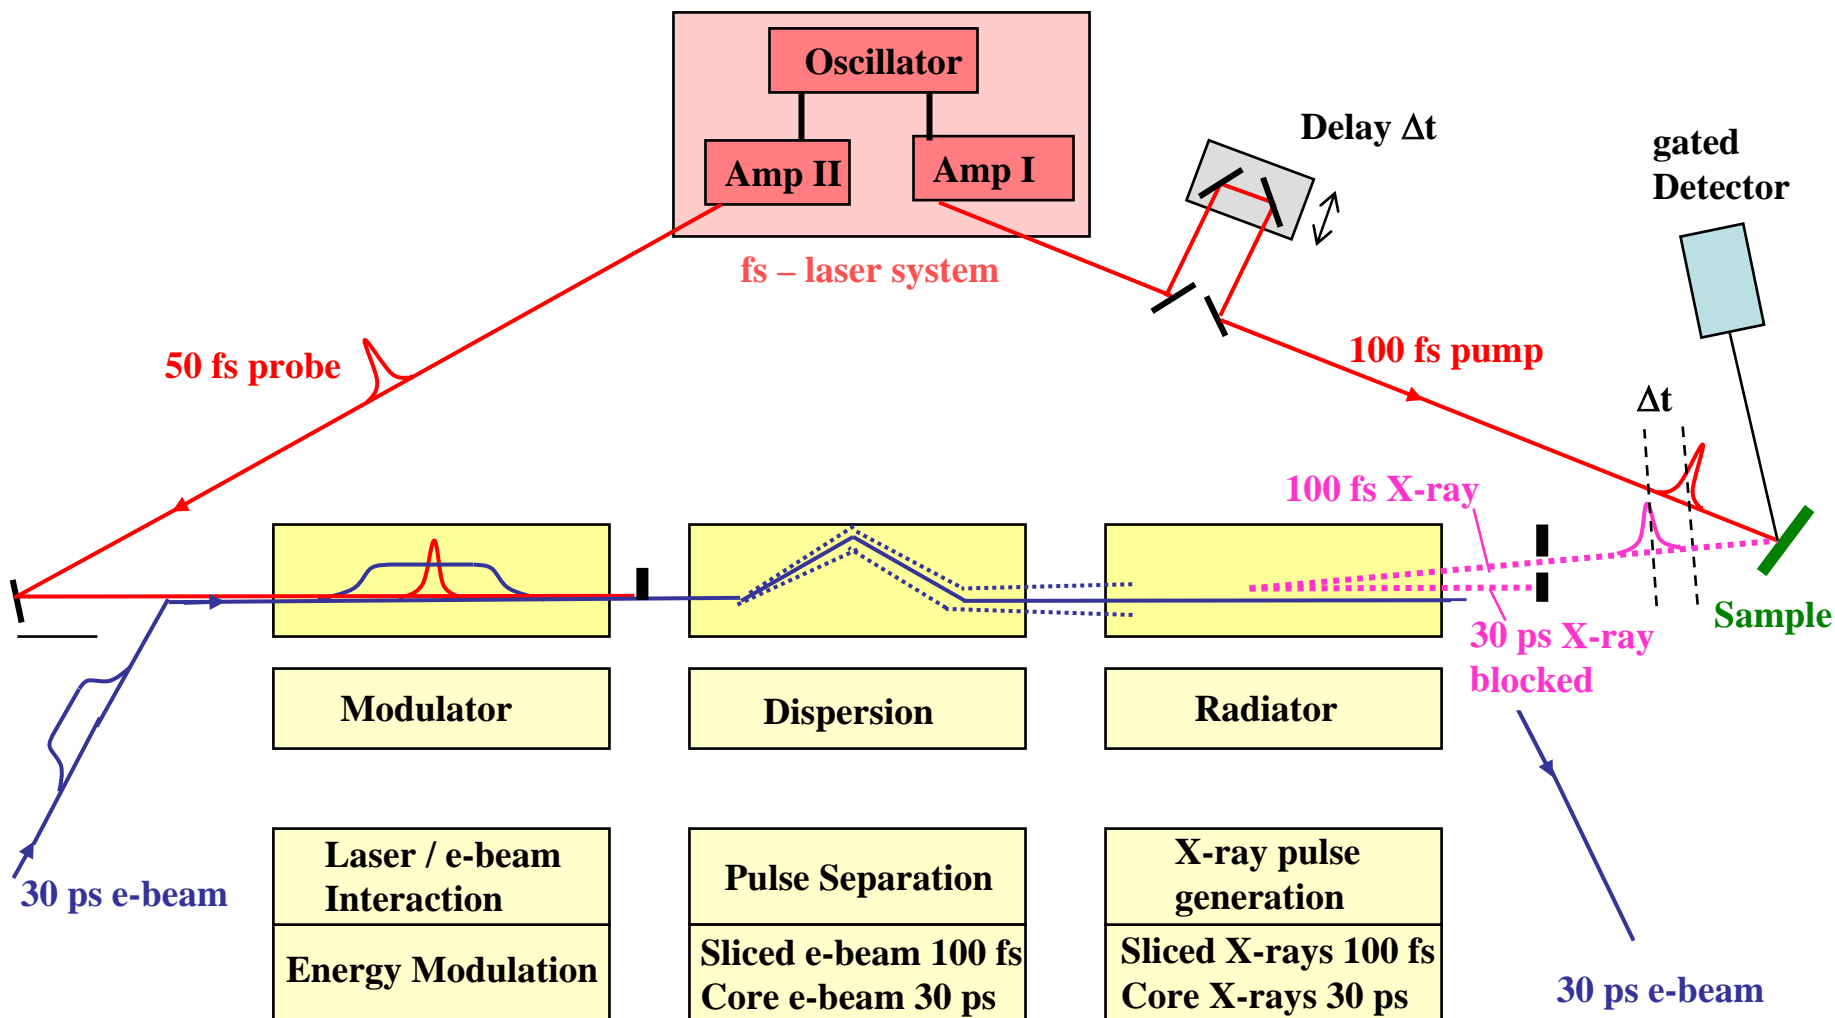 Oscillator
Amp II
Amp I
fs – laser system
Delay Δt
gated
Detector
50 fs probe
100 fs pump
Δt
100 fs X-ray
Sample
30 ps X-ray
blocked
Modulator
Dispersion
Radiator
30 ps e-beam
Laser / e-beam
Interaction
Energy Modulation
Pulse Separation
Sliced e-beam 100 fs
Core e-beam 30 ps
X-ray pulse
generation
Sliced X-rays 100 fs
Core X-rays 30 ps
30 ps e-beam